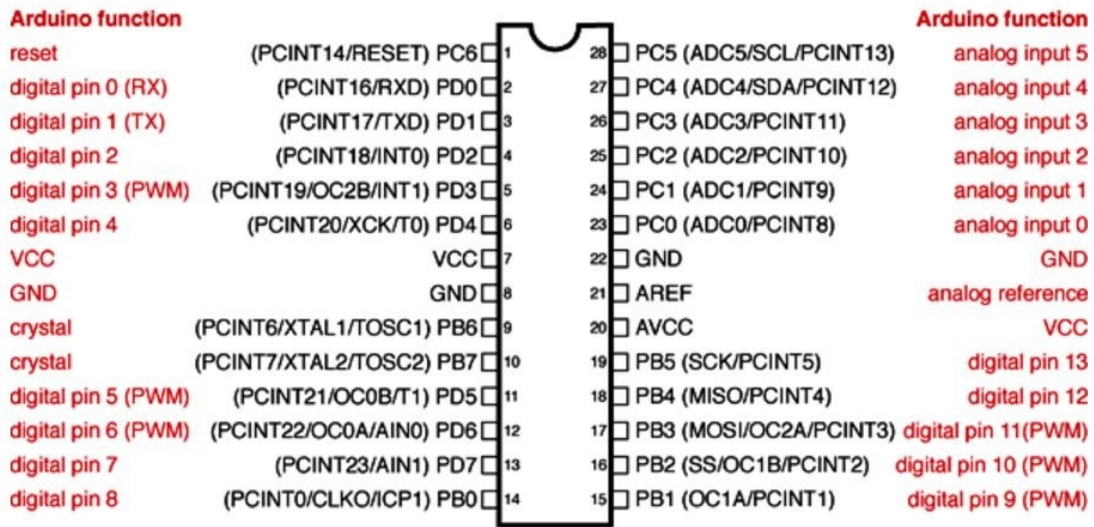 Arduino function Arduino function
reset (PCINT14/RESET) PC6 1 28 PC5 (ADC5/SCL/PCINT13) analog input 5
digital pin 0 (RX) (PCINT16/RXD) PD0 2 27 PC4 (ADC4/SDA/PCINT12) analog input 4
digital pin 1 (TX) (PCINT17/TXD) PD1 3 26 PC3 (ADC3/PCINT11) analog input 3
digital pin 2 (PCINT18/INT0) PD2 4 25 PC2 (ADC2/PCINT10) analog input 2
digital pin 3 (PWM) (PCINT19/OC2B/INT1) PD3 5 24 PC1 (ADC1/PCINT9) analog input 1
digital pin 4 (PCINT20/XCK/T0) PD4 6 23 PC0 (ADC0/PCINT8) analog input 0
VCC VCC 7 22 GND GND
GND GND 8 21 AREF analog reference
crystal (PCINT6/XTAL1/TOSC1) PB6 9 20 AVCC VCC
crystal (PCINT7/XTAL2/TOSC2) PB7 10 19 PB5 (SCK/PCINT5) digital pin 13
digital pin 5 (PWM) (PCINT21/OC0B/T1) PD5 11 18 PB4 (MISO/PCINT4) digital pin 12
digital pin 6 (PWM) (PCINT22/OC0A/AIN0) PD6 12 17 PB3 (MOSI/OC2A/PCINT3) digital pin 11(PWM)
digital pin 7 (PCINT23/AIN1) PD7 13 16 PB2 (SS/OC1B/PCINT2) digital pin 10 (PWM)
digital pin 8 (PCINT0/CLKO/ICP1) PB0 14 15 PB1 (OC1A/PCINT1) digital pin 9 (PWM)